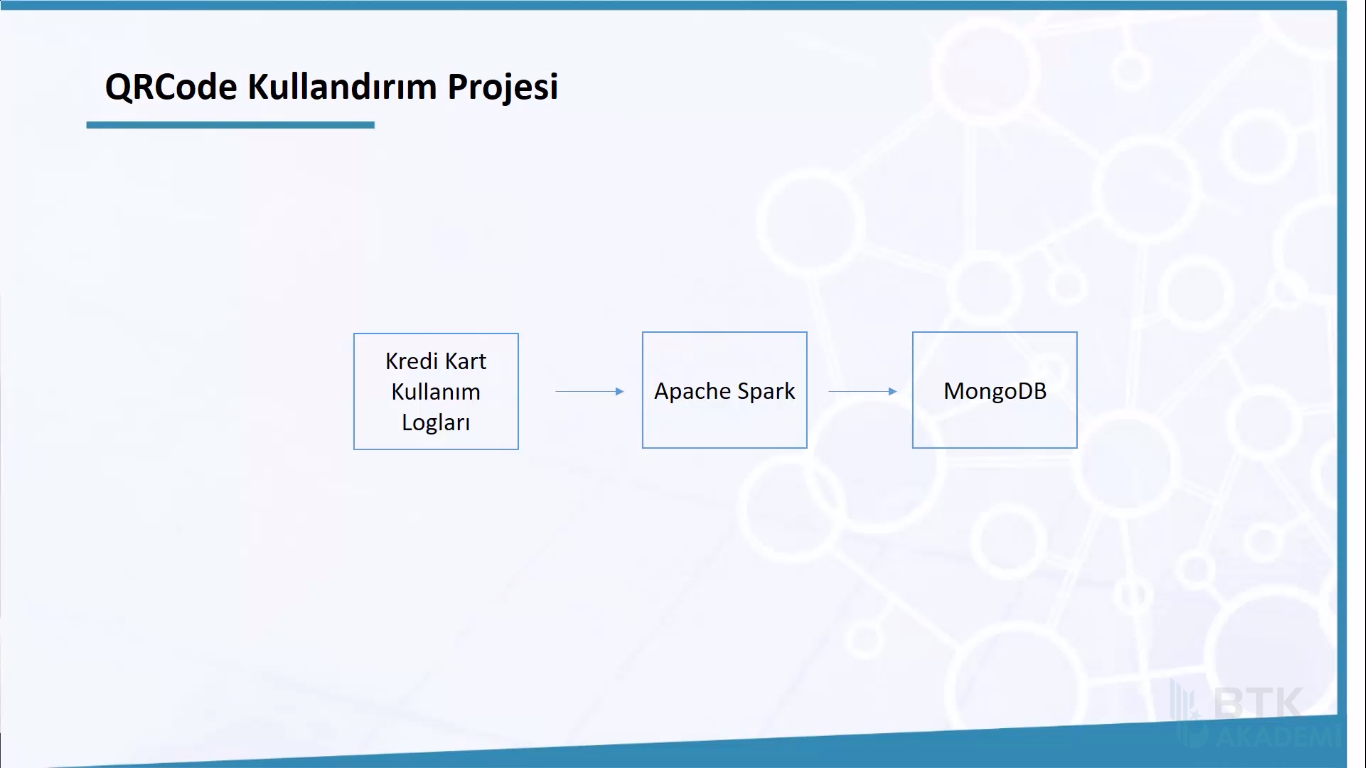 QRCode Kullandırım Projesi
Kredi Kart
Kullanım
Logları
Apache Spark
MongoDB
BTK
AKADEMİ